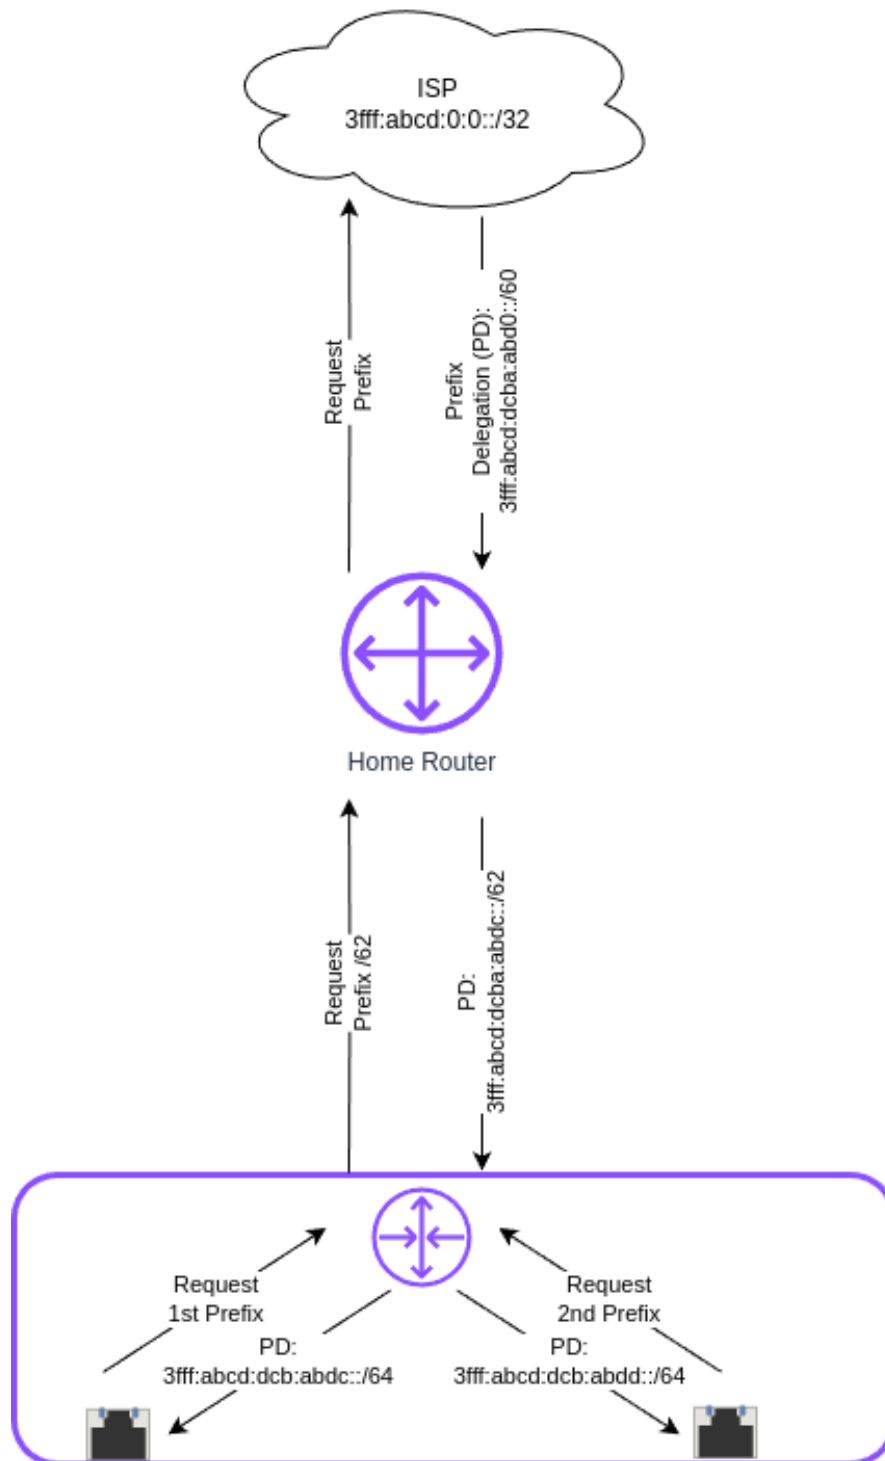 ISP
3fff:abcd:0:0::/32
Request
Prefix
Prefix
Delegation (PD):
3fff:abcd:dcba:abd0::/60
Home Router
Request
Prefix /62
PD:
3fff:abcd:dcba:abdc::/62
Request
1st Prefix
Request
2nd Prefix
PD:
3fff:abcd:dcb:abdc::/64
PD:
3fff:abcd:dcb:abdd::/64